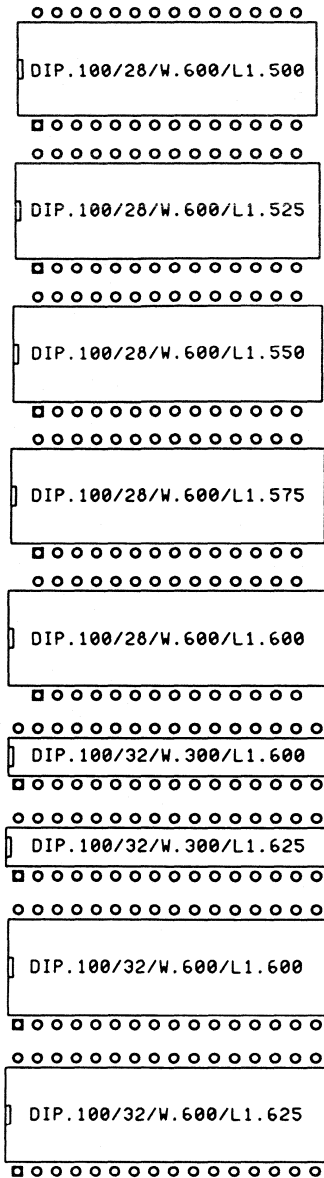 DIP.100/28/W.600/L1.500
DIP.100/28/W.600/L1.525
DIP.100/28/W.600/L1.550
DIP.100/28/W.600/L1.575
DIP.100/28/W.600/L1.600
DIP.100/32/W.300/L1.600
DIP.100/32/W.300/L1.625
DIP.100/32/W.600/L1.600
DIP.100/32/W.600/L1.625